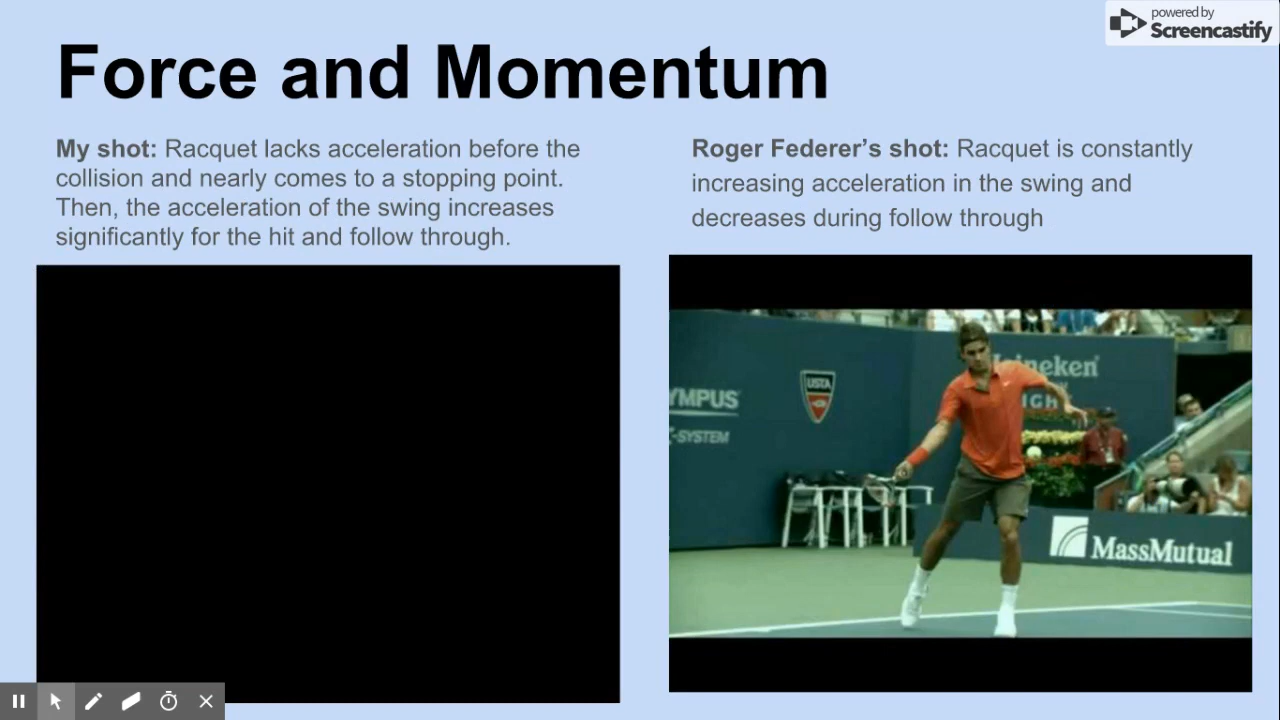 powered by
Screencastify
Force and Momentum
My shot: Racquet lacks acceleration before the
collision and nearly comes to a stopping point.
Then, the acceleration of the swing increases
significantly for the hit and follow through.
Roger Federer’s shot: Racquet is constantly
increasing acceleration in the swing and
decreases during follow through
Heineken
YMPUS
USTA
IGH
-SYSTEM
MassMutual